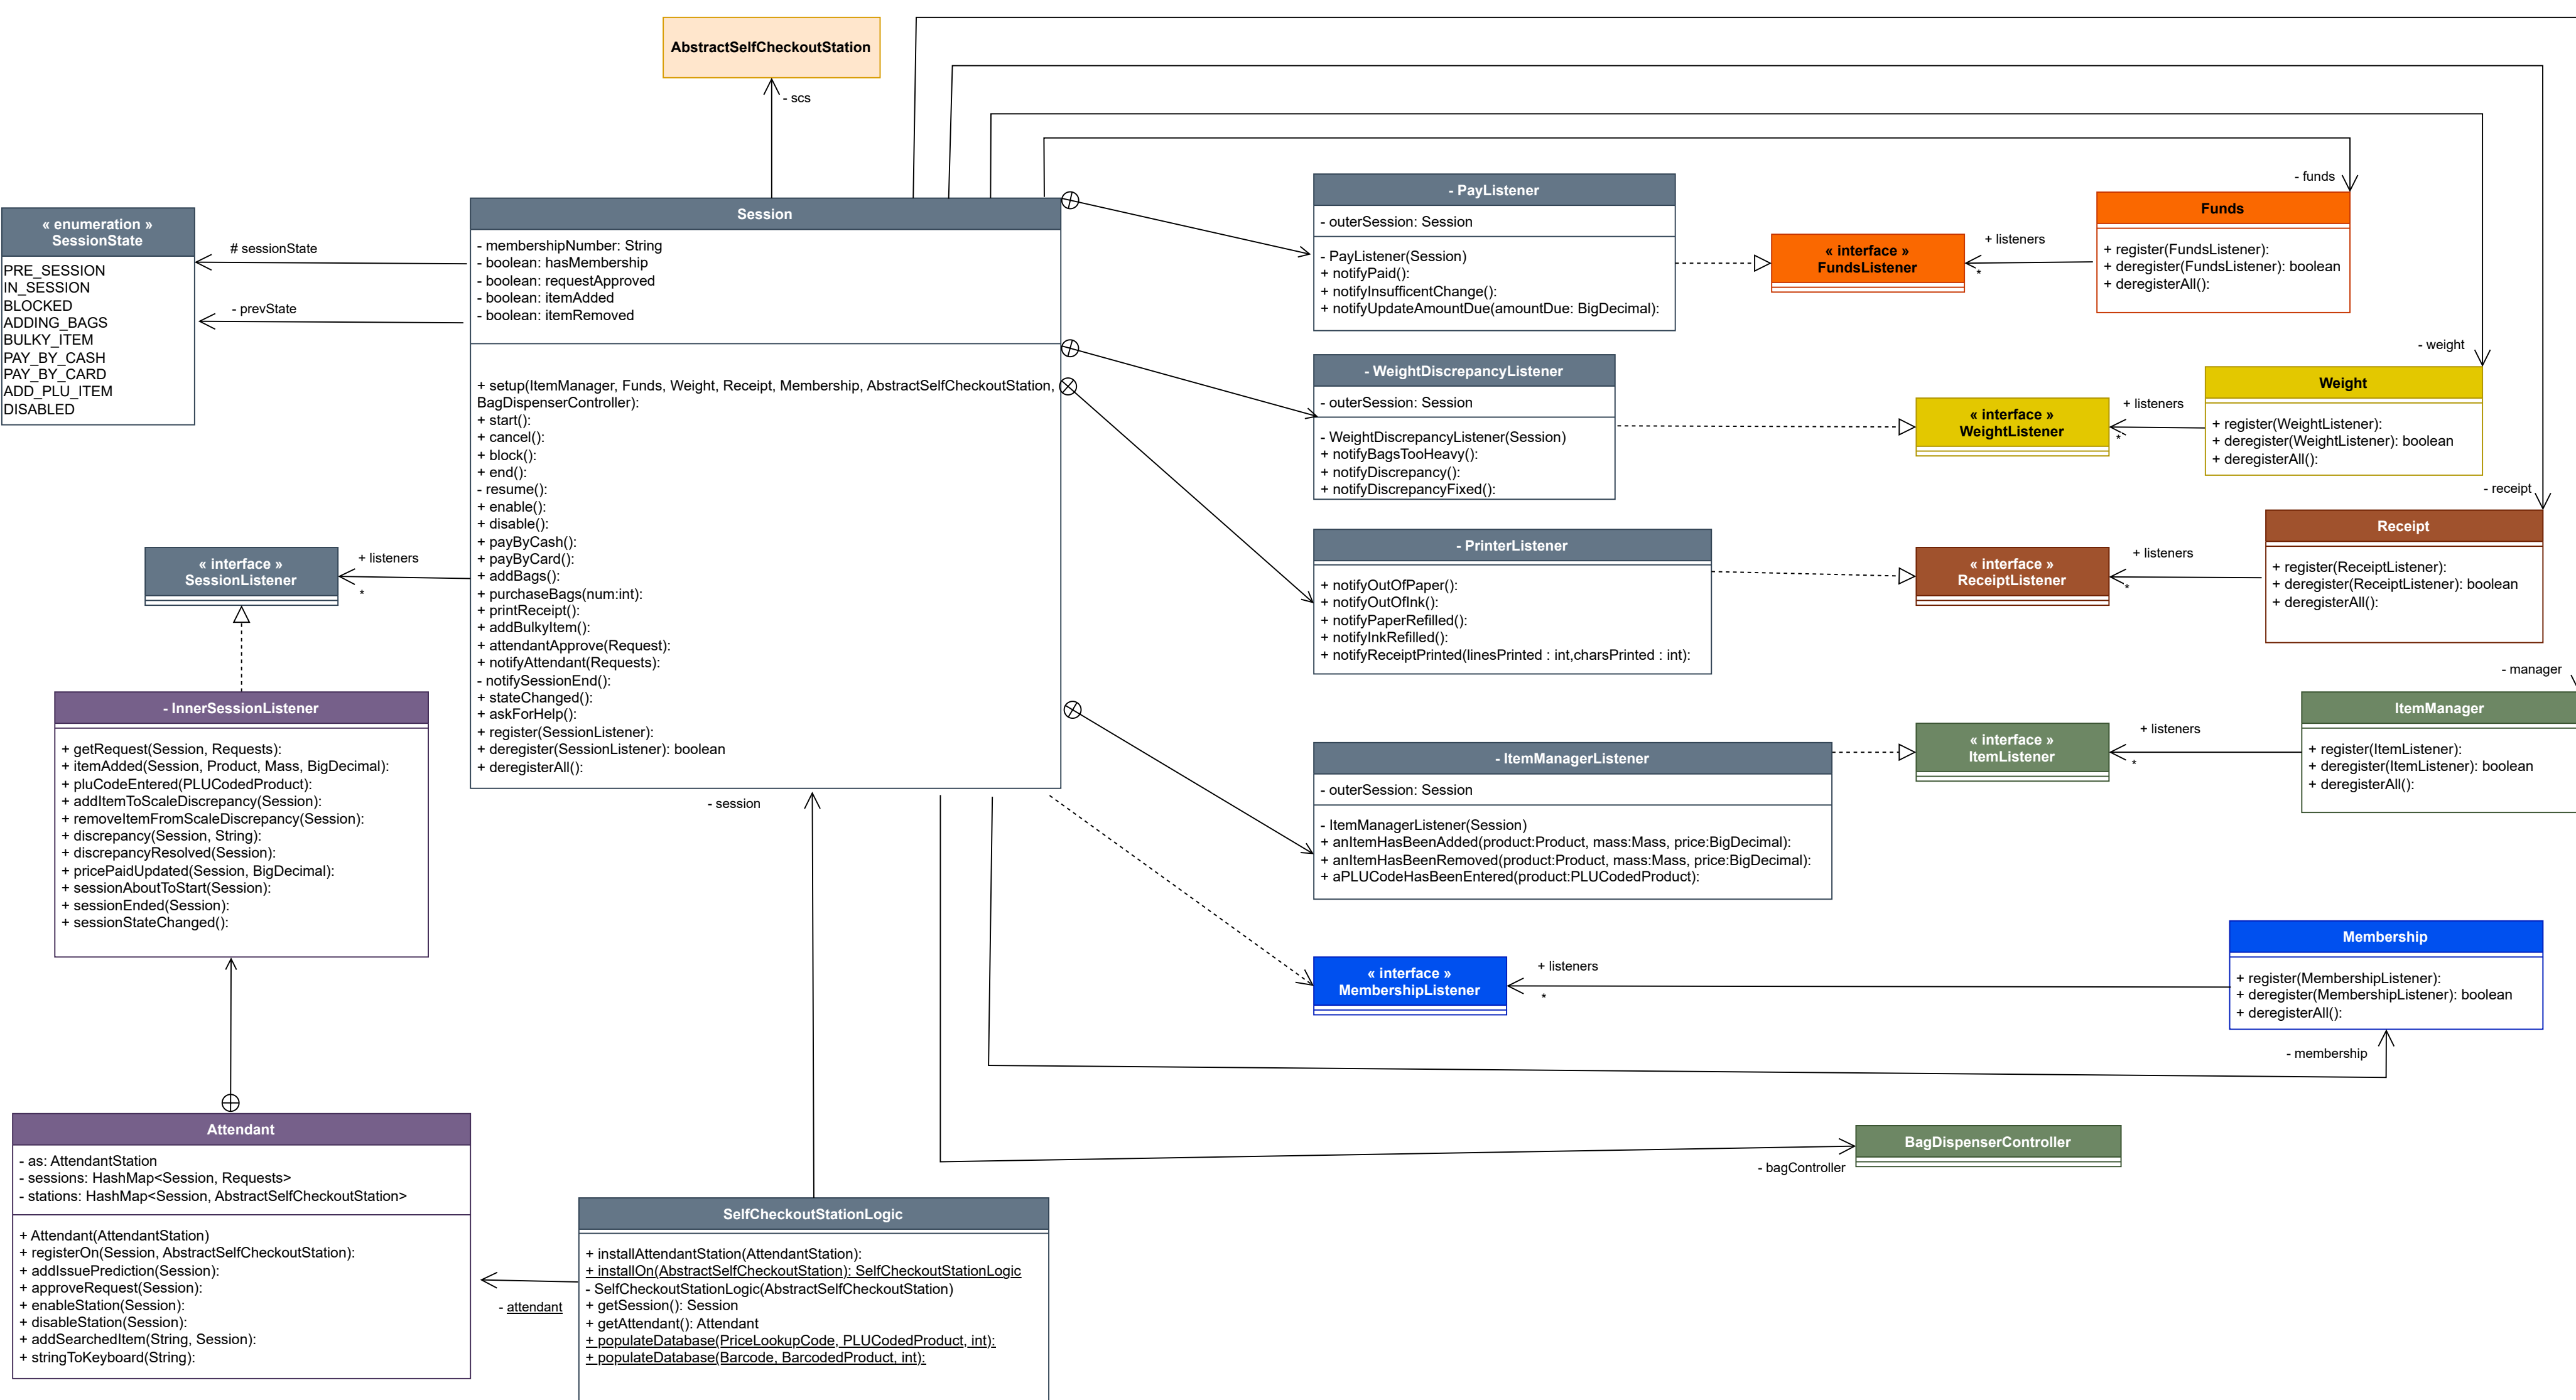 AbstractSelfCheckoutStation
- scs
« enumeration »
SessionState
PRE_SESSION
IN_SESSION
BLOCKED
ADDING_BAGS
BULKY_ITEM
PAY_BY_CASH
PAY_BY_CARD
ADD_PLU_ITEM
DISABLED
# sessionState
- prevState
Session
- membershipNumber: String
- boolean: hasMembership
- boolean: requestApproved
- boolean: itemAdded
- boolean: itemRemoved
+ setup(ItemManager, Funds, Weight, Receipt, Membership, AbstractSelfCheckoutStation,
BagDispenserController):
+ start():
+ cancel():
+ block():
+ end():
- resume():
+ enable():
+ disable():
+ payByCash():
+ payByCard():
+ addBags():
+ purchaseBags(num:int):
+ printReceipt():
+ addBulkyItem():
+ attendantApprove(Request):
+ notifyAttendant(Requests):
- notifySessionEnd():
+ stateChanged():
+ askForHelp():
+ register(SessionListener):
+ deregister(SessionListener): boolean
+ deregisterAll():
- PayListener
- outerSession: Session
- PayListener(Session)
+ notifyPaid():
+ notifyInsufficentChange():
+ notifyUpdateAmountDue(amountDue: BigDecimal):
« interface »
FundsListener
+ listeners
*
- funds
Funds
+ register(FundsListener):
+ deregister(FundsListener): boolean
+ deregisterAll():
- WeightDiscrepancyListener
- outerSession: Session
- WeightDiscrepancyListener(Session)
+ notifyBagsTooHeavy():
+ notifyDiscrepancy():
+ notifyDiscrepancyFixed():
« interface »
WeightListener
+ listeners
*
- weight
Weight
+ register(WeightListener):
+ deregister(WeightListener): boolean
+ deregisterAll():
- PrinterListener
+ notifyOutOfPaper():
+ notifyOutOfInk():
+ notifyPaperRefilled():
+ notifyInkRefilled():
+ notifyReceiptPrinted(linesPrinted : int,charsPrinted : int):
« interface »
ReceiptListener
+ listeners
*
- receipt
Receipt
+ register(ReceiptListener):
+ deregister(ReceiptListener): boolean
+ deregisterAll():
« interface »
SessionListener
+ listeners
*
- InnerSessionListener
+ getRequest(Session, Requests):
+ itemAdded(Session, Product, Mass, BigDecimal):
+ pluCodeEntered(PLUCodedProduct):
+ addItemToScaleDiscrepancy(Session):
+ removeItemFromScaleDiscrepancy(Session):
+ discrepancy(Session, String):
+ discrepancyResolved(Session):
+ pricePaidUpdated(Session, BigDecimal):
+ sessionAboutToStart(Session):
+ sessionEnded(Session):
+ sessionStateChanged():
- ItemManagerListener
- outerSession: Session
- ItemManagerListener(Session)
+ anItemHasBeenAdded(product:Product, mass:Mass, price:BigDecimal):
+ anItemHasBeenRemoved(product:Product, mass:Mass, price:BigDecimal):
+ aPLUCodeHasBeenEntered(product:PLUCodedProduct):
« interface »
ItemListener
+ listeners
*
- manager
ItemManager
+ register(ItemListener):
+ deregister(ItemListener): boolean
+ deregisterAll():
- session
« interface »
MembershipListener
+ listeners
*
Membership
+ register(MembershipListener):
+ deregister(MembershipListener): boolean
+ deregisterAll():
- membership
BagDispenserController
- bagController
Attendant
- as: AttendantStation
- sessions: HashMap<Session, Requests>
- stations: HashMap<Session, AbstractSelfCheckoutStation>
+ Attendant(AttendantStation)
+ registerOn(Session, AbstractSelfCheckoutStation):
+ addIssuePrediction(Session):
+ approveRequest(Session):
+ enableStation(Session):
+ disableStation(Session):
+ addSearchedItem(String, Session):
+ stringToKeyboard(String):
- attendant
SelfCheckoutStationLogic
+ installAttendantStation(AttendantStation):
+ installOn(AbstractSelfCheckoutStation): SelfCheckoutStationLogic
- SelfCheckoutStationLogic(AbstractSelfCheckoutStation)
+ getSession(): Session
+ getAttendant(): Attendant
+ populateDatabase(PriceLookupCode, PLUCodedProduct, int):
+ populateDatabase(Barcode, BarcodedProduct, int):